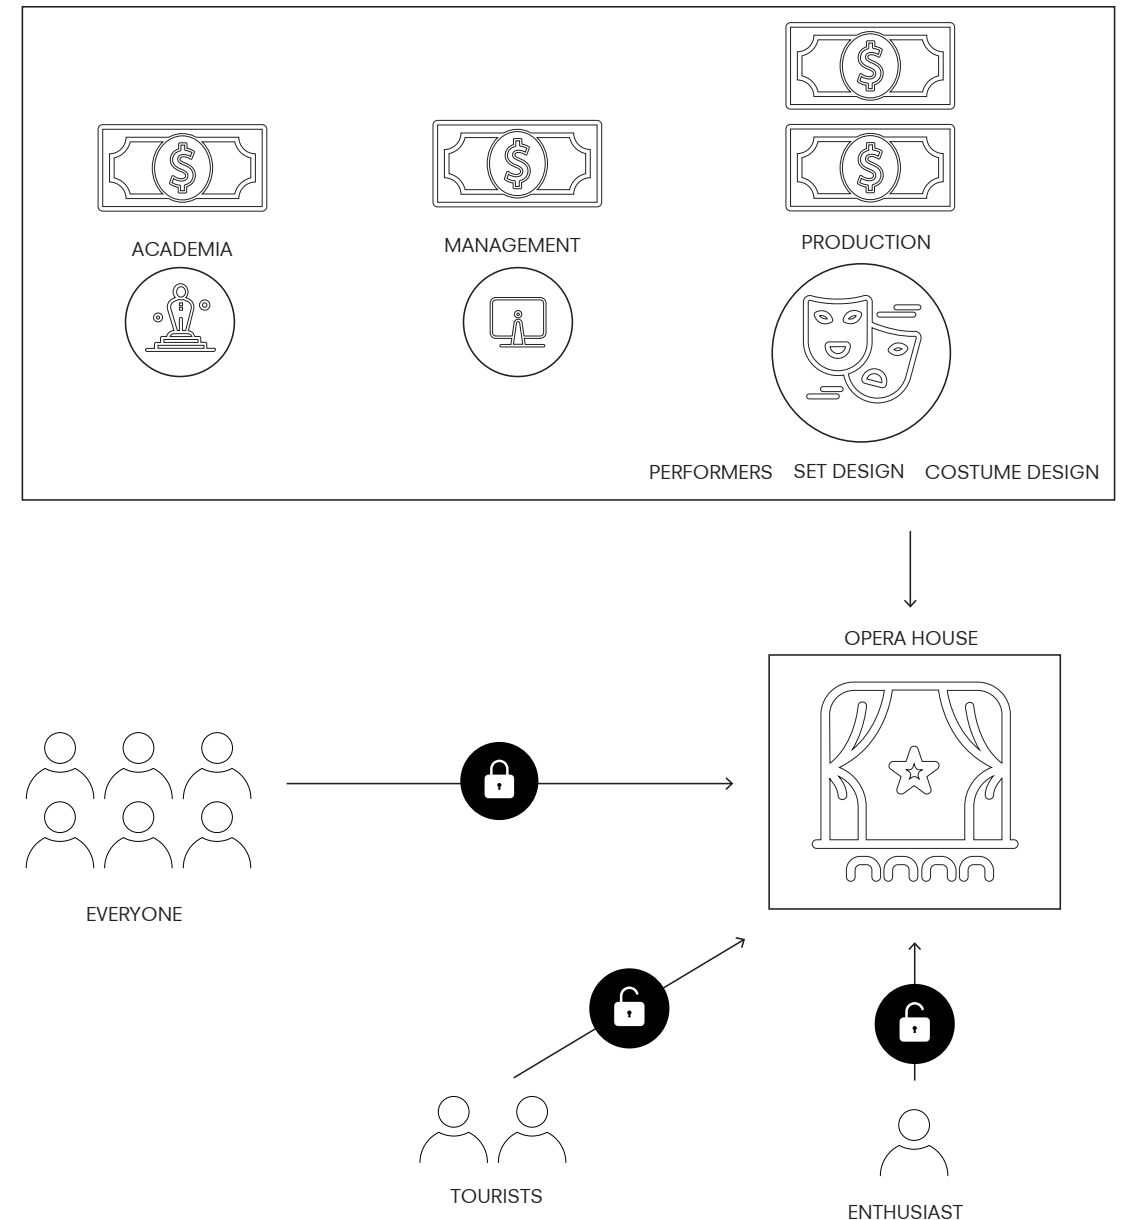 ACADEMIA
MANAGEMENT
PRODUCTION
PERFORMERS SET DESIGN COSTUME DESIGN
OPERA HOUSE
EVERYONE
TOURISTS
ENTHUSIAST